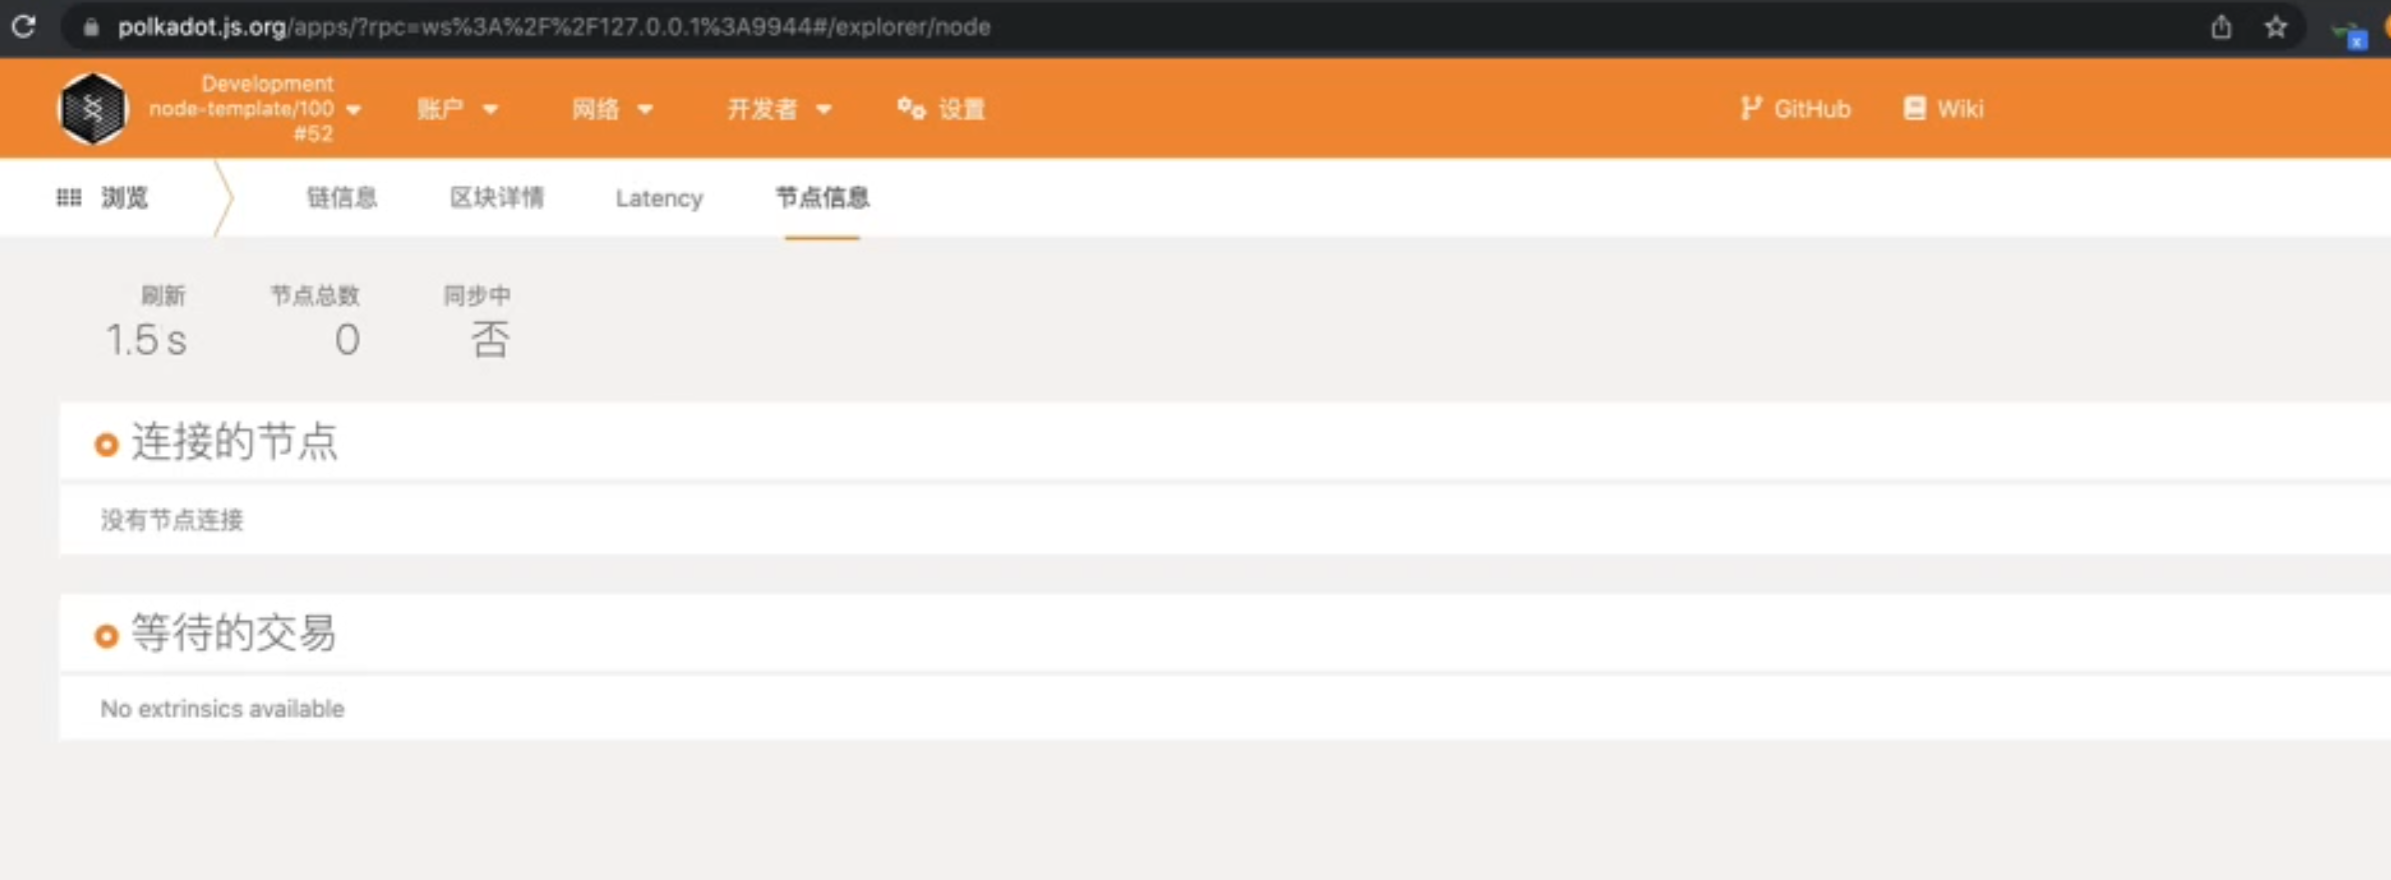 polkadot.js.org/apps/?rpc=ws%3A%2F%2F127.0.0.1%3A9944#/explorer/node
Development
node-template/100
#52
账户
网络
开发者
设置
GitHub
Wiki
浏览
链信息
区块详情
Latency
节点信息
刷新
1.5 s
节点总数
0
同步中
否
连接的节点
没有节点连接
等待的交易
No extrinsics available